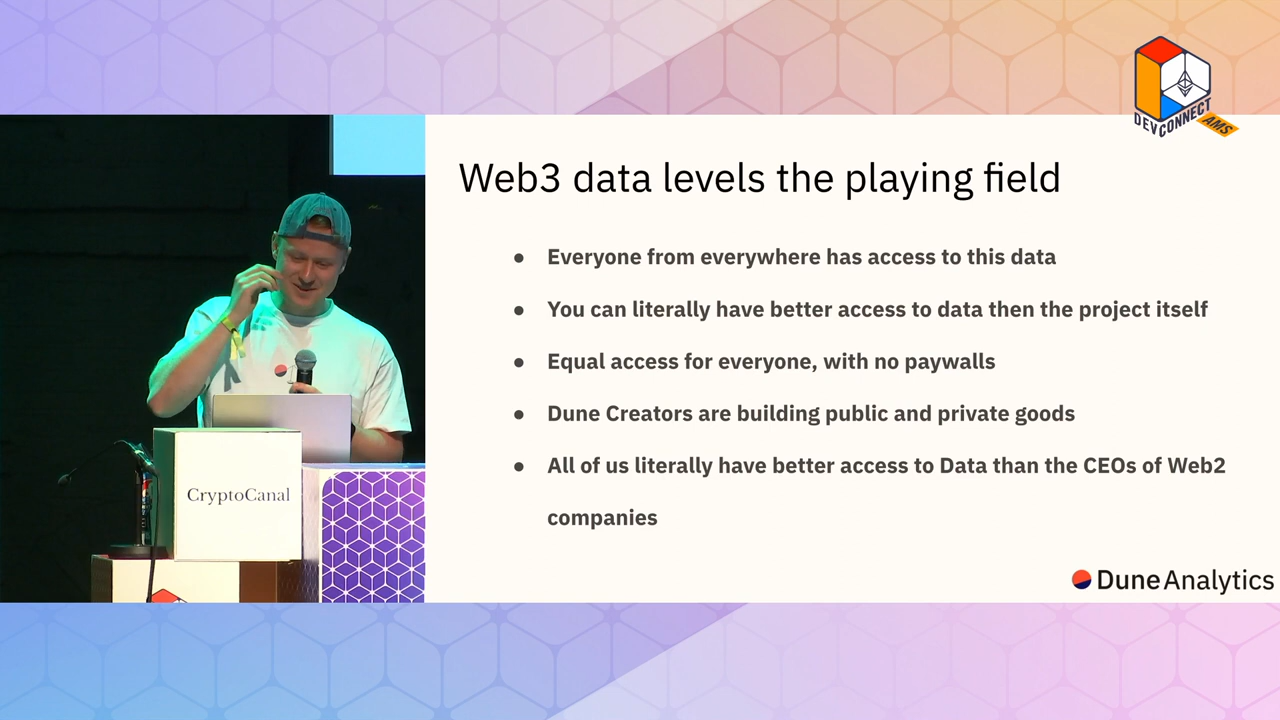 DEVCONNECT
AMS
Web3 data levels the playing field
● Everyone from everywhere has access to this data
● You can literally have better access to data then the project itself
● Equal access for everyone, with no paywalls
● Dune Creators are building public and private goods
● All of us literally have better access to Data than the CEOs of Web2
companies
CryptoCanal
Dune Analytics